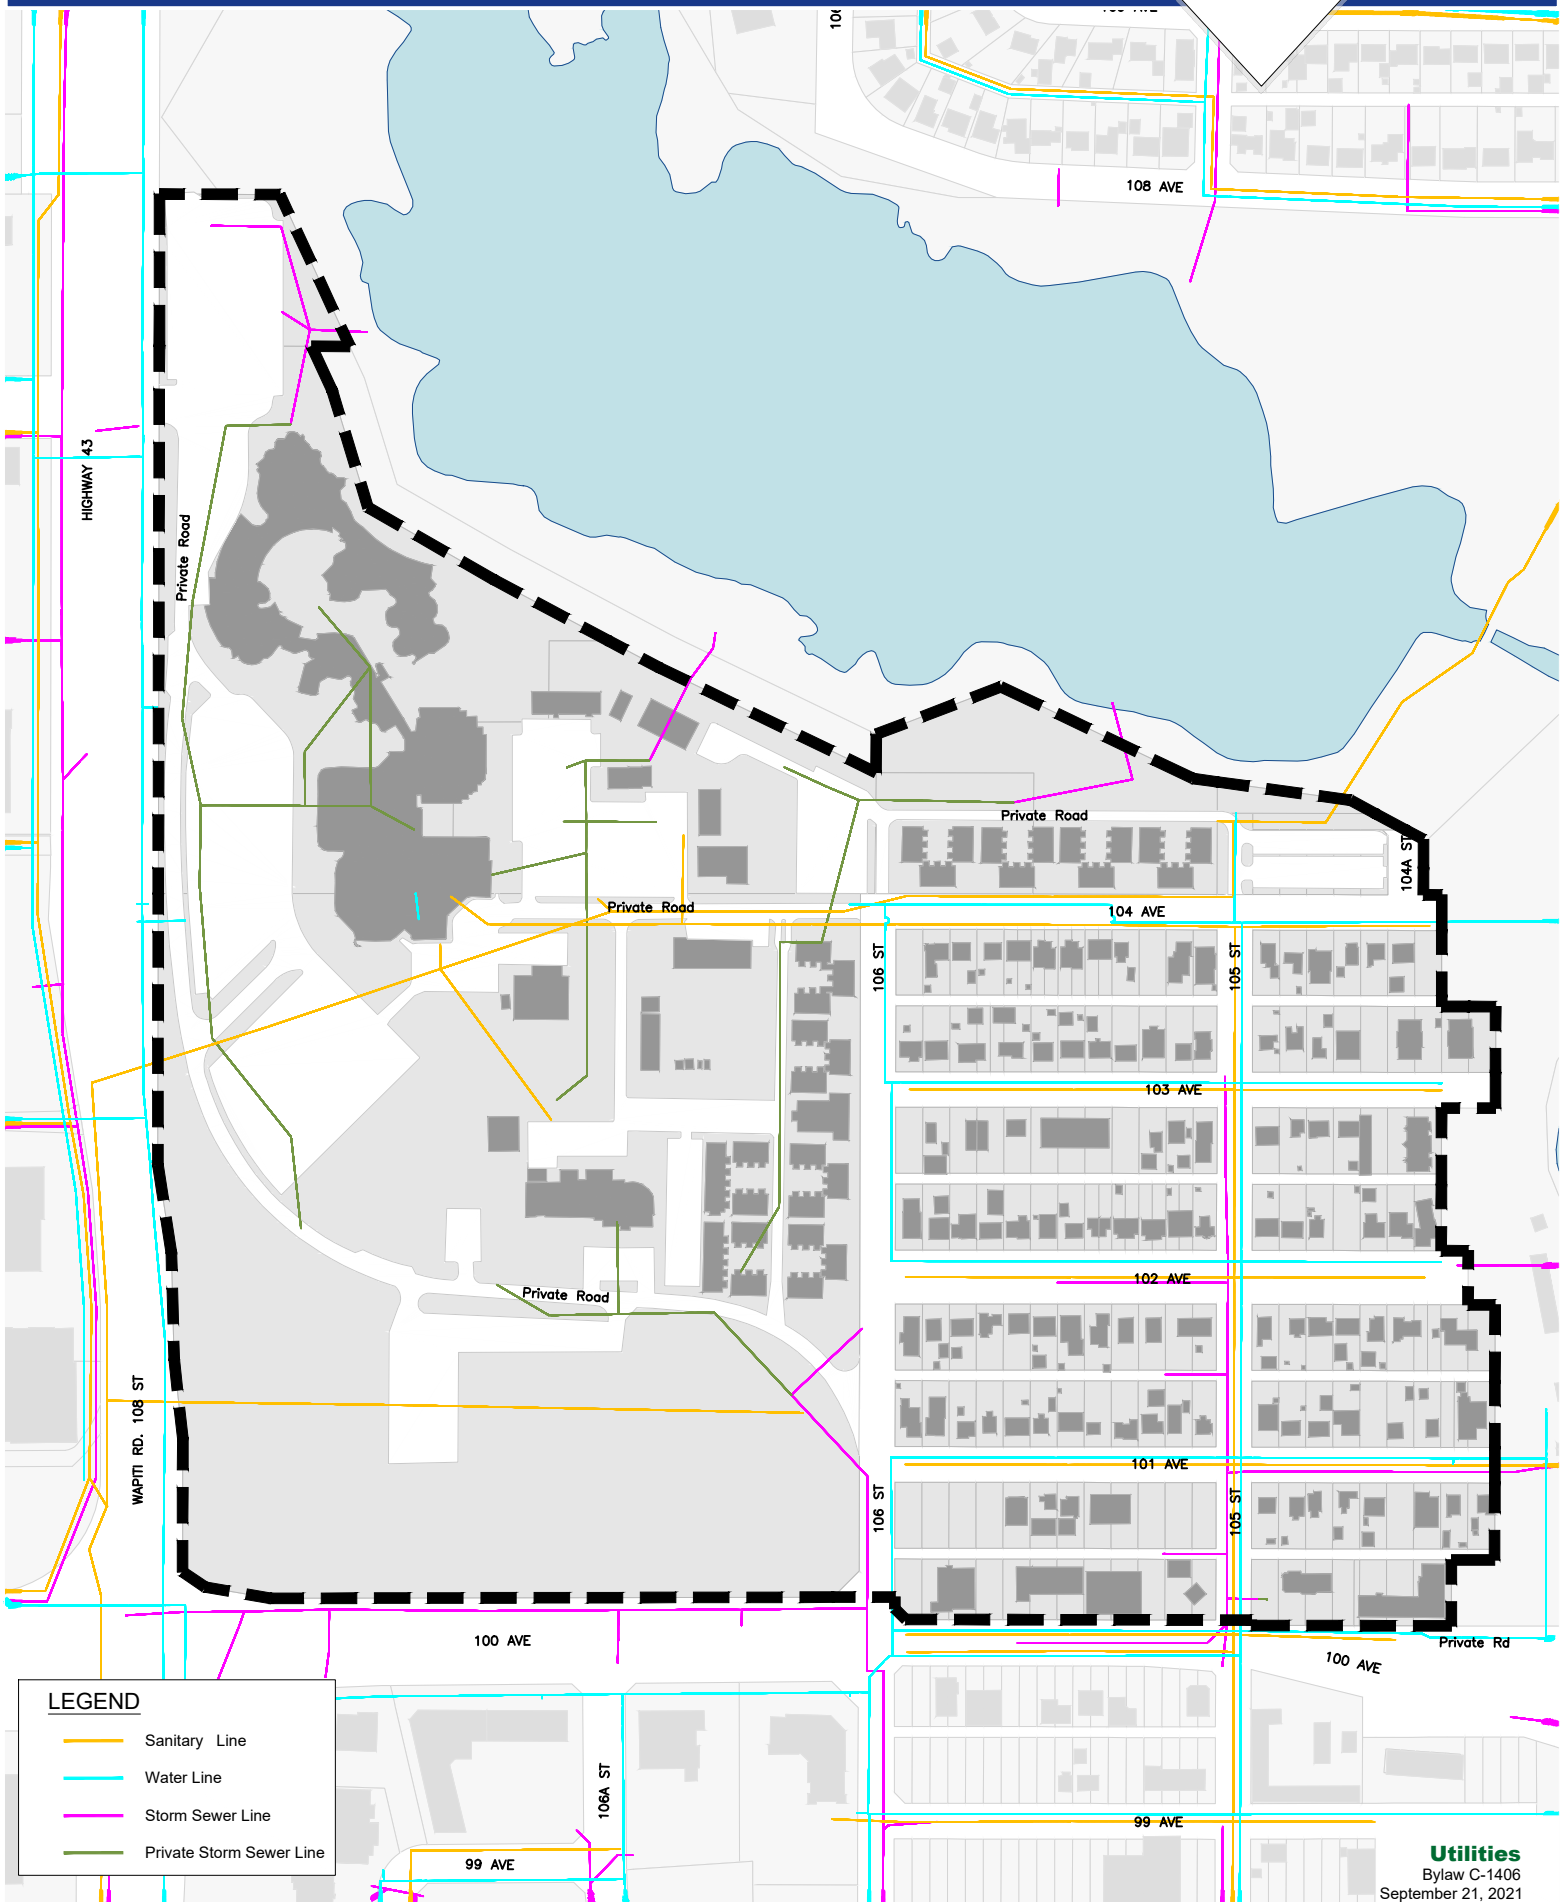 108 AVE
HIGHWAY 43
Private Road
Private Road
104A ST
Private Road
104 AVE
106 ST
105 ST
103 AVE
102 AVE
Private Road
WAPITI RD. 108 ST
101 AVE
106 ST
105 ST
100 AVE
Private Rd
100 AVE
LEGEND
Sanitary Line
Water Line
Storm Sewer Line
Private Storm Sewer Line
106A ST
99 AVE
99 AVE
Utilities
Bylaw C-1406
September 21, 2021